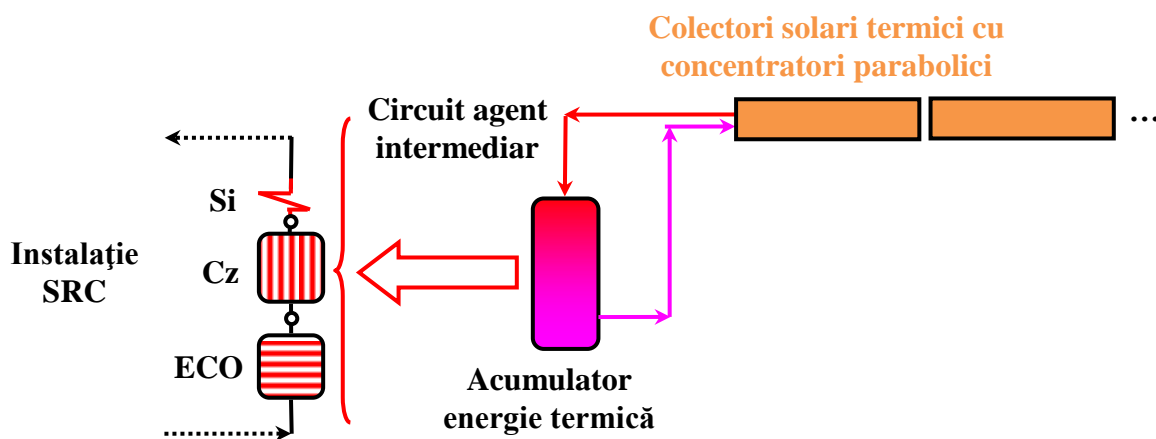 Colectori solari termici cu
concentratori parabolici
Circuit agent
intermediar
...
Si
Instalaţie
SRC
Cz
ECO
Acumulator
energie termică